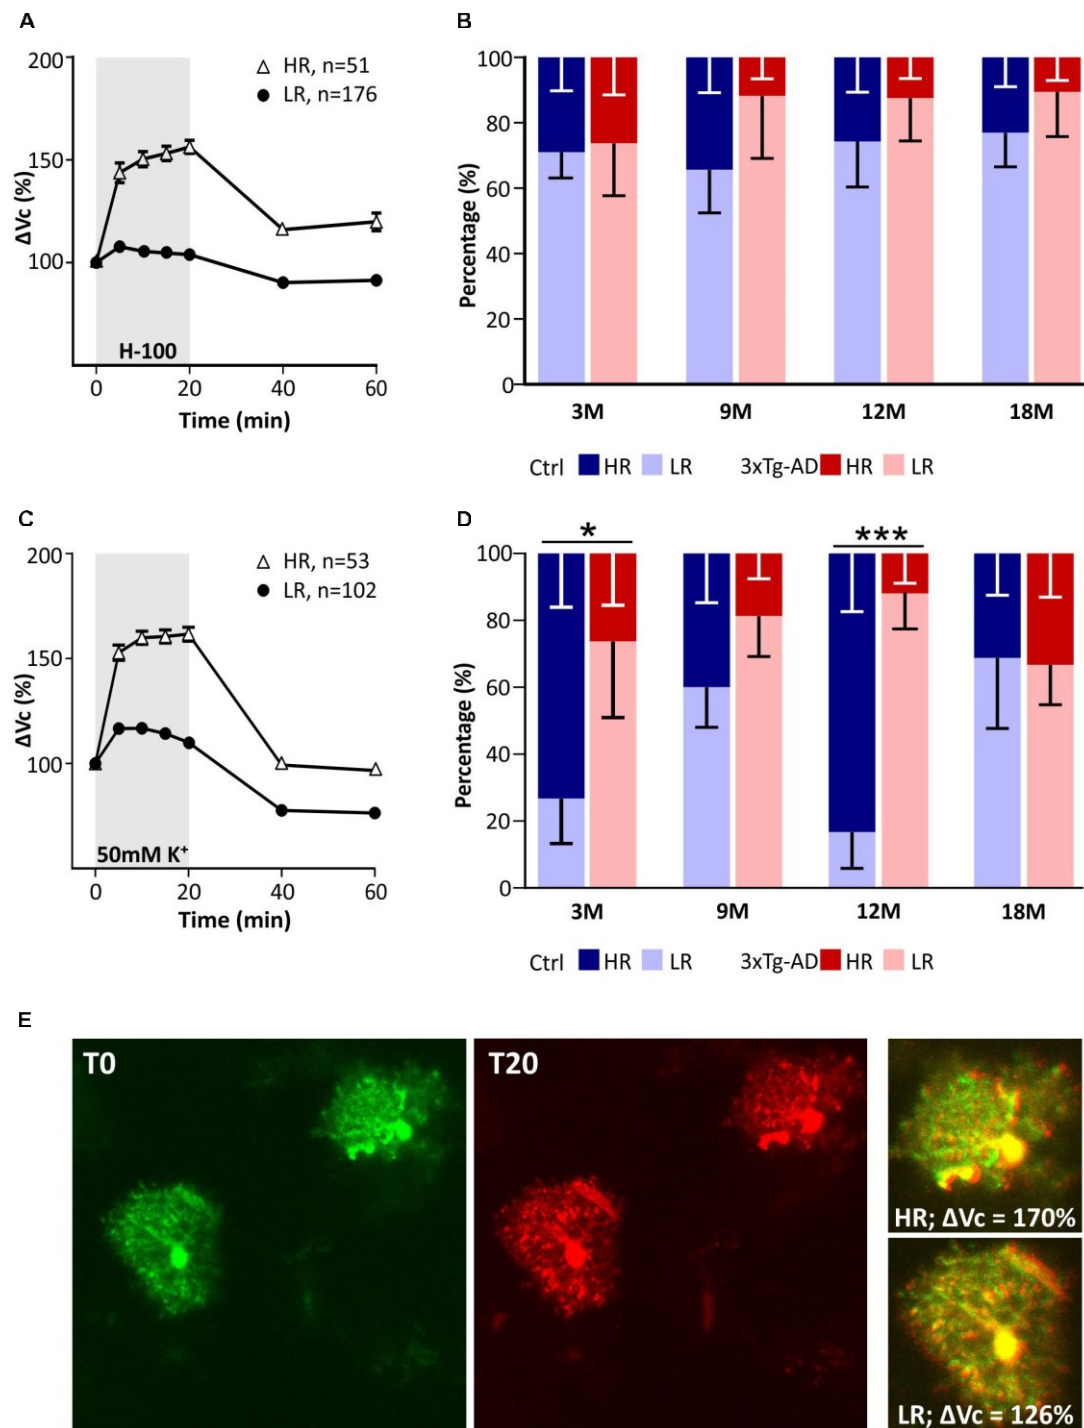 A
200
150
100
ΔVc (%)
HR, n=51
LR, n=176
H-100
0 20 40 60
Time (min)
B
100
80
60
40
20
0
Percentage (%)
3M 9M 12M 18M
Ctrl HR LR 3xTg-AD HR LR
C
200
150
100
ΔVc (%)
HR, n=53
LR, n=102
50mM K⁺
0 20 40 60
Time (min)
D
* ***
100
80
60
40
20
0
Percentage (%)
3M 9M 12M 18M
Ctrl HR LR 3xTg-AD HR LR
E
T0
T20
HR; ΔVc = 170%
LR; ΔVc = 126%